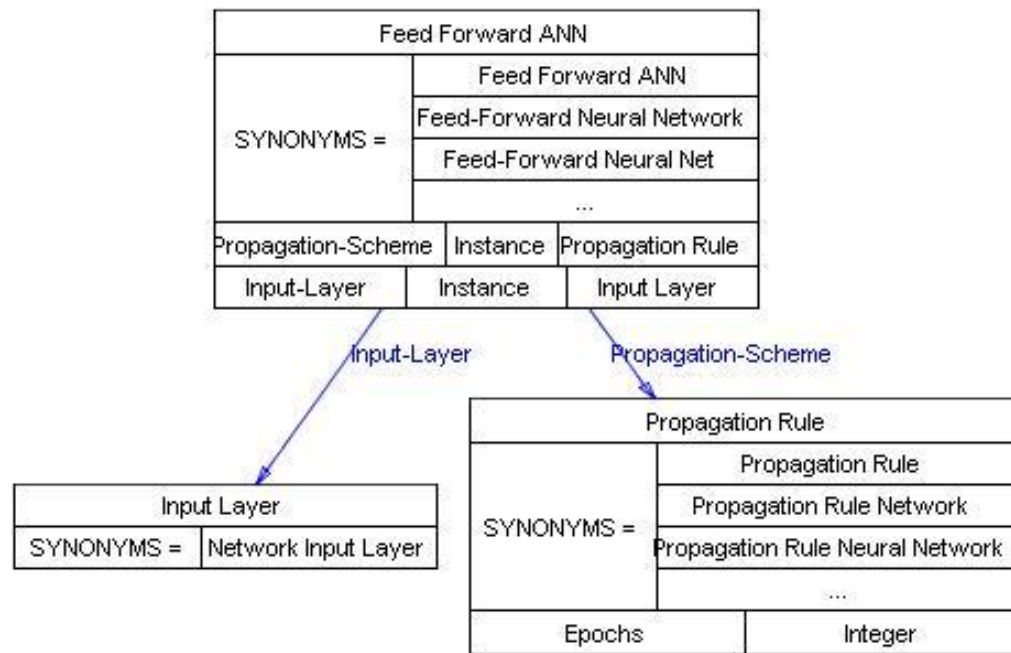 Feed Forward ANN
SYNONYMS =
Feed Forward ANN
Feed-Forward Neural Network
Feed-Forward Neural Net
...
Propagation-Scheme Instance Propagation Rule
Input-Layer Instance Input Layer
Input-Layer
Propagation-Scheme
Propagation Rule
SYNONYMS =
Propagation Rule
Propagation Rule Network
Propagation Rule Neural Network
...
Epochs Integer
Input Layer
SYNONYMS = Network Input Layer